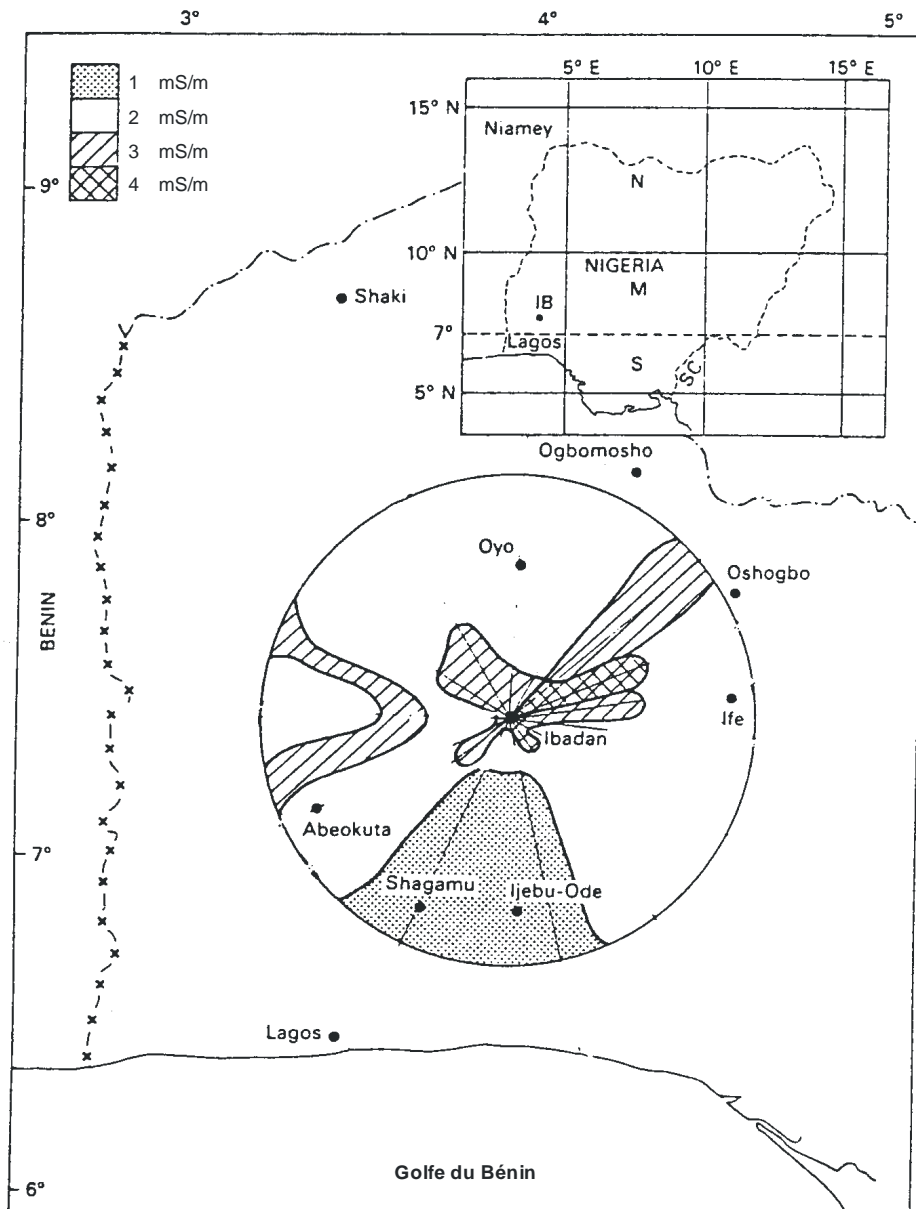 3°
4°
5°
1 mS/m
2 mS/m
3 mS/m
4 mS/m
5° E
10° E
15° E
15° N
Niamey
N
10° N
NIGERIA
M
IB
7°
Lagos
S
SC
5° N
9°
Shaki
Ogbomosho
8°
Oyo
Oshogbo
BENIN
Ife
Ibadan
Abeokuta
7°
Shagamu
Ijebu-Ode
Lagos
Golfe du Bénin
6°